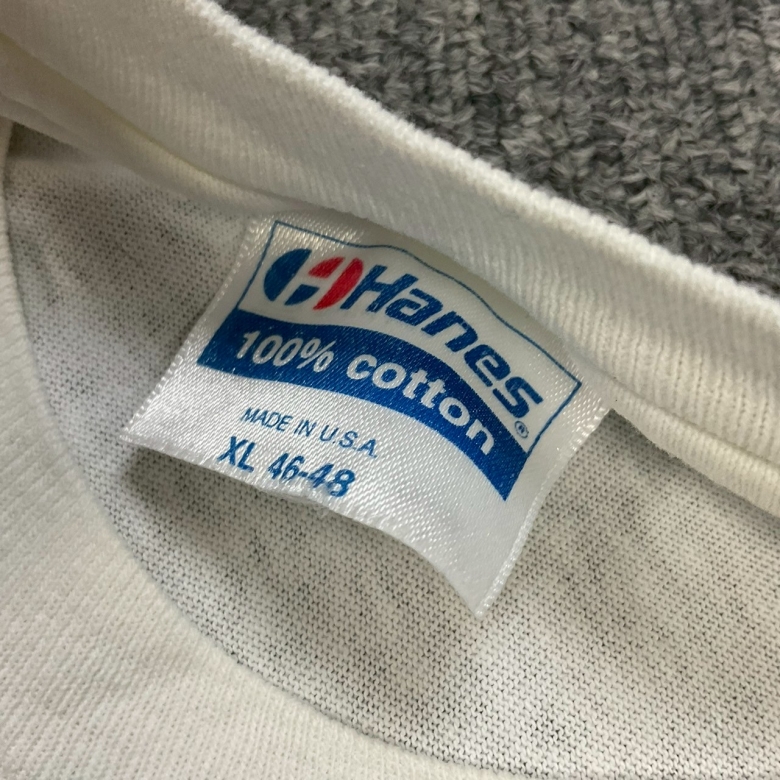 Hanes®
100% cotton
MADE IN U.S.A.
XL 46-48